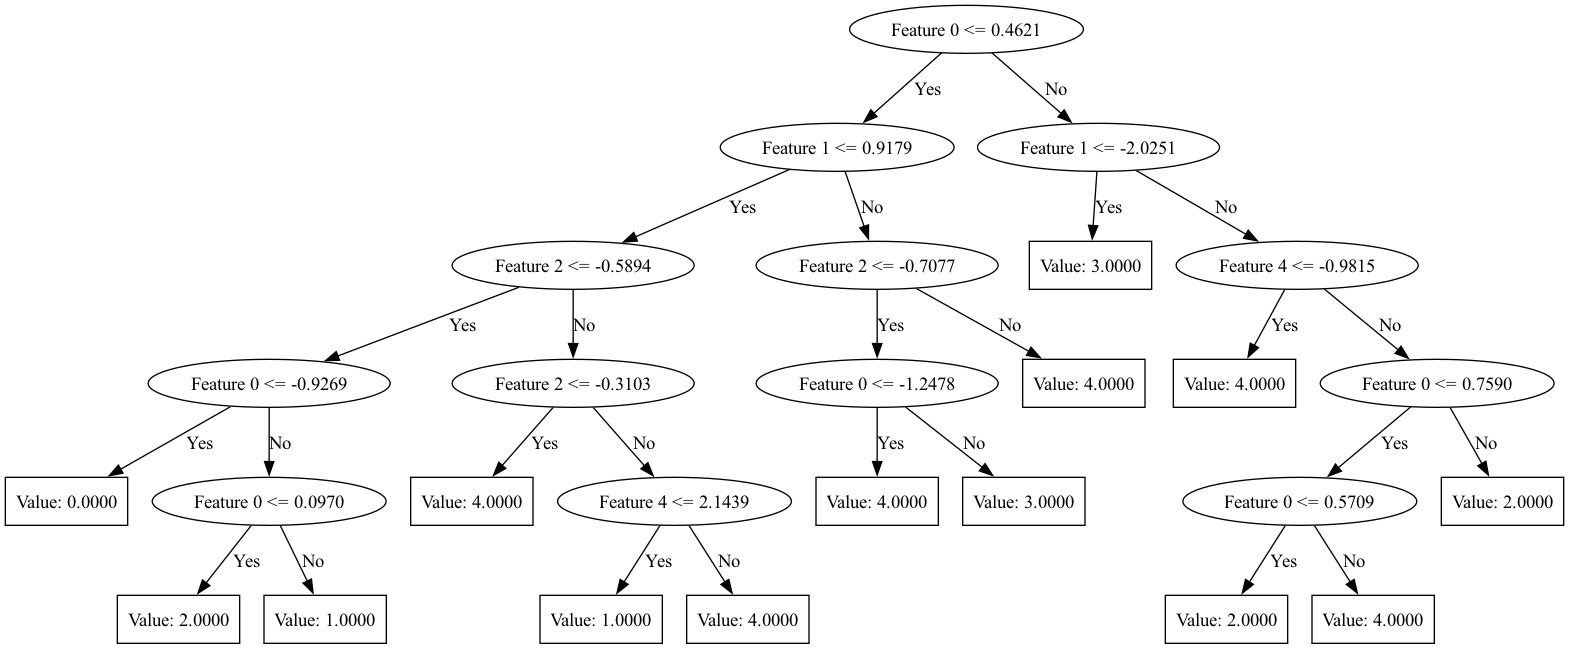 Feature 0 <= 0.4621
Yes
No
Feature 1 <= 0.9179
Feature 1 <= -2.0251
Yes
No
Yes
No
Feature 2 <= -0.5894
Feature 2 <= -0.7077
Value: 3.0000
Feature 4 <= -0.9815
Yes
No
Yes
No
Yes
No
Feature 0 <= -0.9269
Feature 2 <= -0.3103
Feature 0 <= -1.2478
Value: 4.0000
Value: 4.0000
Feature 0 <= 0.7590
Yes
No
Yes
No
Yes
No
Yes
No
Value: 0.0000
Feature 0 <= 0.0970
Value: 4.0000
Feature 4 <= 2.1439
Value: 4.0000
Value: 3.0000
Feature 0 <= 0.5709
Value: 2.0000
Yes
No
Yes
No
Yes
No
Value: 2.0000
Value: 1.0000
Value: 1.0000
Value: 4.0000
Value: 2.0000
Value: 4.0000